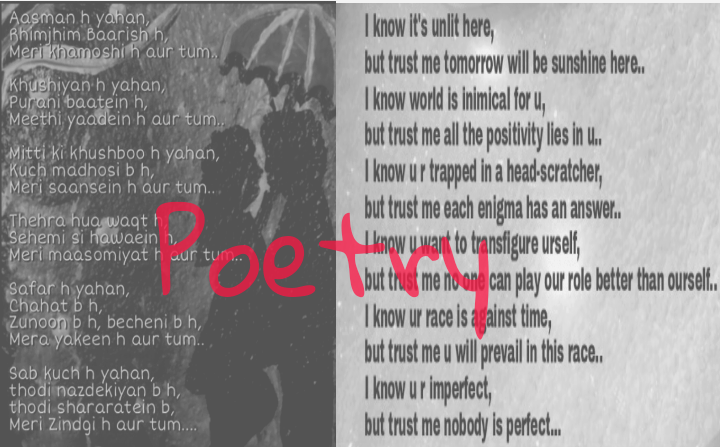 Aasman h yahan,
Rhimjhim Baarish h,
Meri khamoshi h aur tum..
Khushiyan h yahan,
Purani baatein h,
Meethi yaadein h aur tum..
Mitti ki khushboo h yahan,
Kuch madhosi b h,
Meri saansein h aur tum..
Thehra hua waqt h,
Sehemi si hawaein h,
Meri maasomiyat h aur tum..
Safar h yahan,
Chahat b h,
Zunoon b h, becheni b h,
Mera yakeen h aur tum..
Sab kuch h yahan,
thodi nazdekiyan b h,
thodi shararatein b,
Meri Zindgi h aur tum....
I know it's unlit here,
but trust me tomorrow will be sunshine here..
I know world is inimical for u,
but trust me all the positivity lies in u..
I know u r trapped in a head-scratcher,
but trust me each enigma has an answer..
I know u want to transfigure urself,
but trust me no one can play our role better than ourself..
I know ur race is against time,
but trust me u will prevail in this race..
I know u r imperfect,
but trust me nobody is perfect...
Poetry